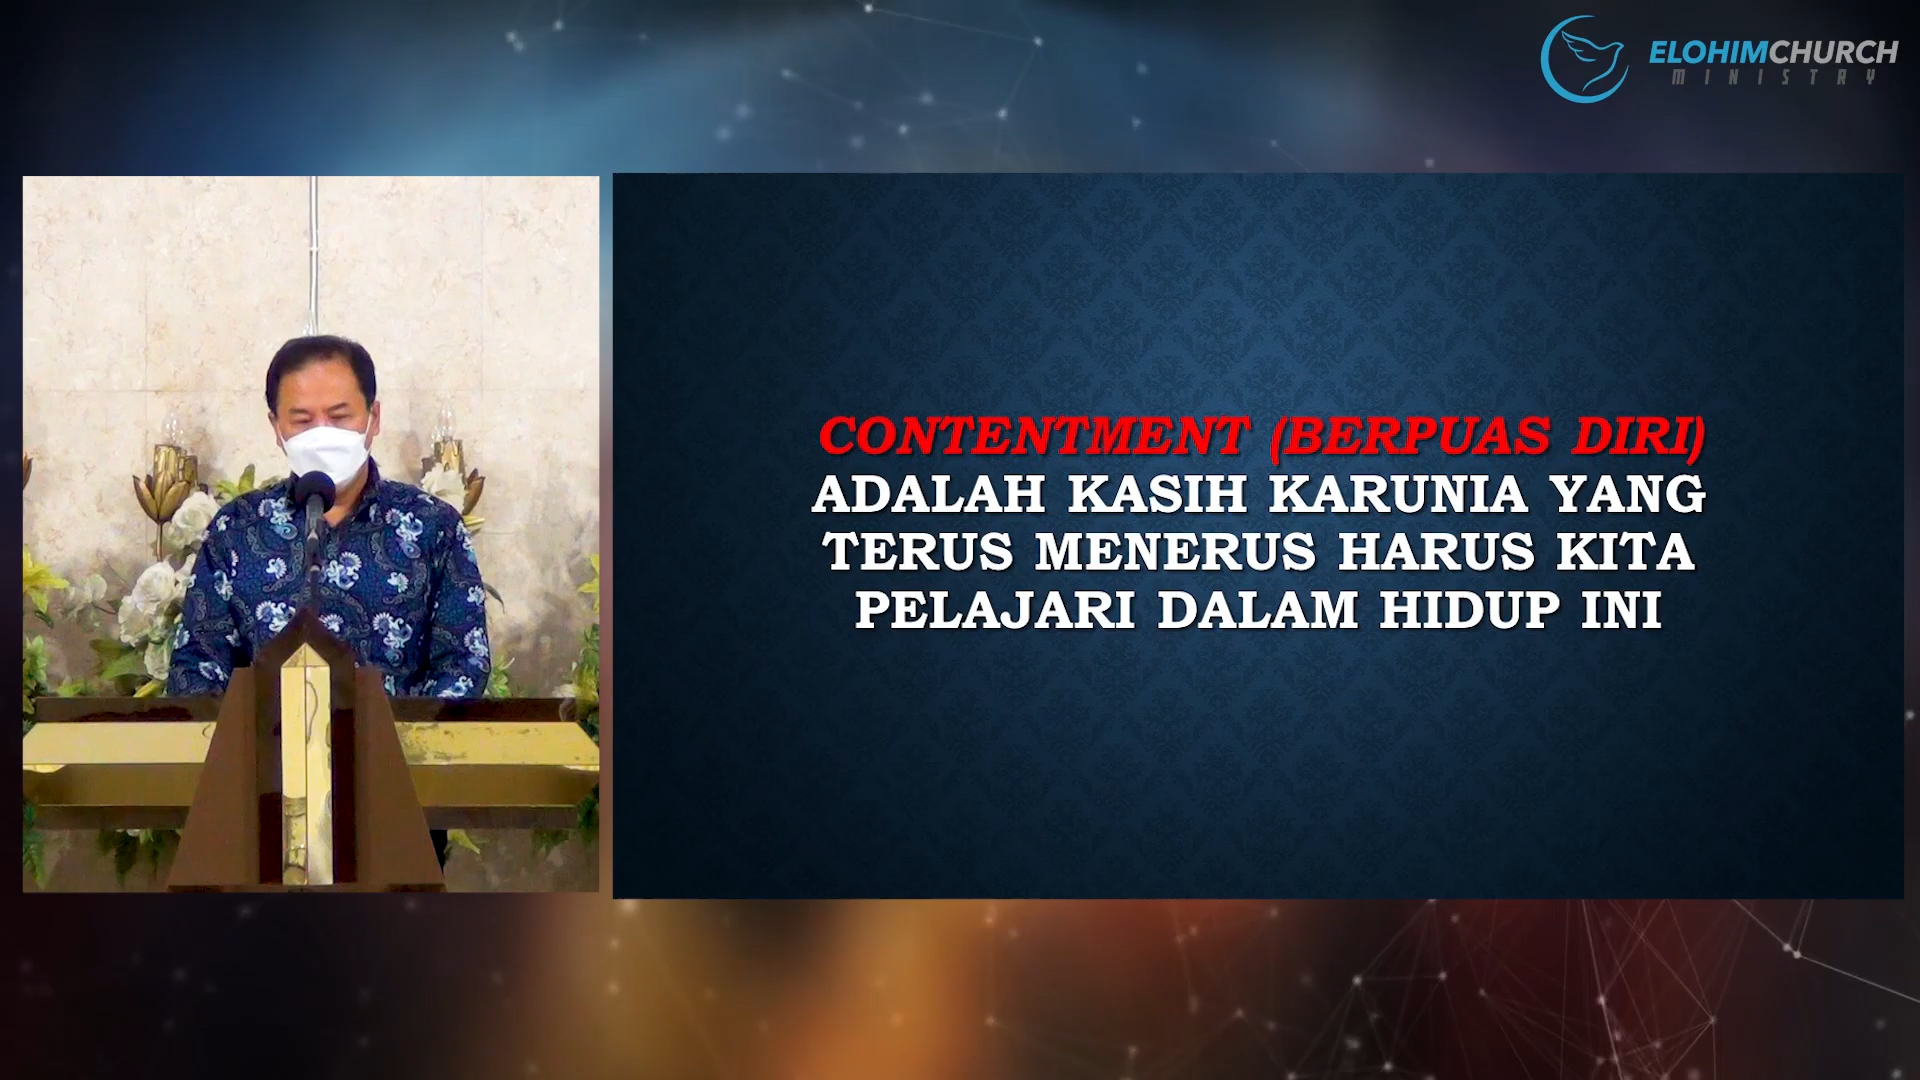 ELOHIMCHURCH
MINISTRY
CONTENTMENT (BERPUAS DIRI)
ADALAH KASIH KARUNIA YANG
TERUS MENERUS HARUS KITA
PELAJARI DALAM HIDUP INI